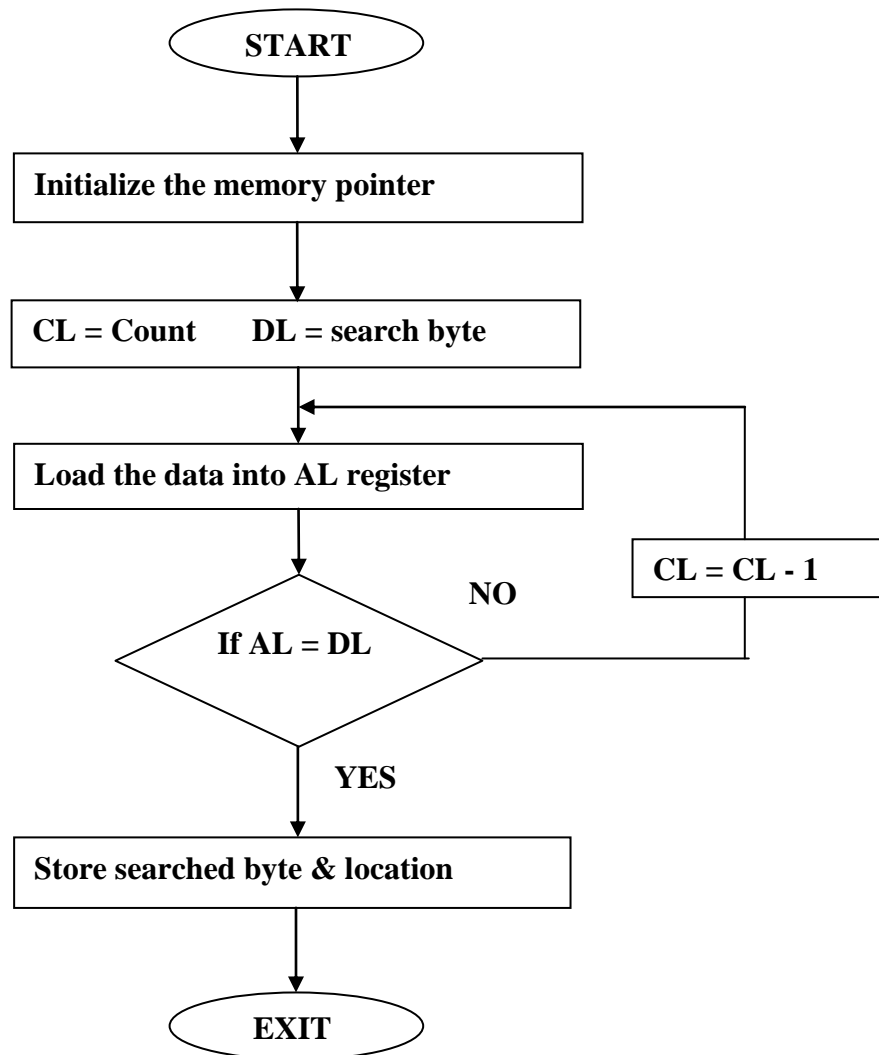 START
Initialize the memory pointer
CL = Count DL = search byte
Load the data into AL register
CL = CL - 1
NO
If AL = DL
YES
Store searched byte & location
EXIT